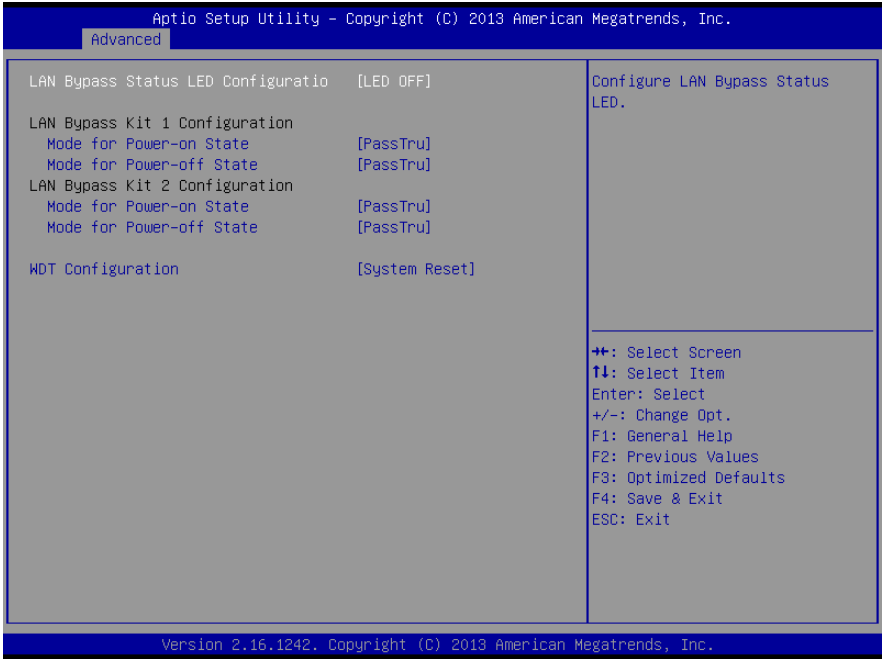 Aptio Setup Utility – Copyright (C) 2013 American Megatrends, Inc.
Advanced
LAN Bypass Status LED Configuratio [LED OFF]
LAN Bypass Kit 1 Configuration
Mode for Power-on State [PassTru]
Mode for Power-off State [PassTru]
LAN Bypass Kit 2 Configuration
Mode for Power-on State [PassTru]
Mode for Power-off State [PassTru]
WDT Configuration [System Reset]
Configure LAN Bypass Status
LED.
→←: Select Screen
↑↓: Select Item
Enter: Select
+/-: Change Opt.
F1: General Help
F2: Previous Values
F3: Optimized Defaults
F4: Save & Exit
ESC: Exit
Version 2.16.1242. Copyright (C) 2013 American Megatrends, Inc.